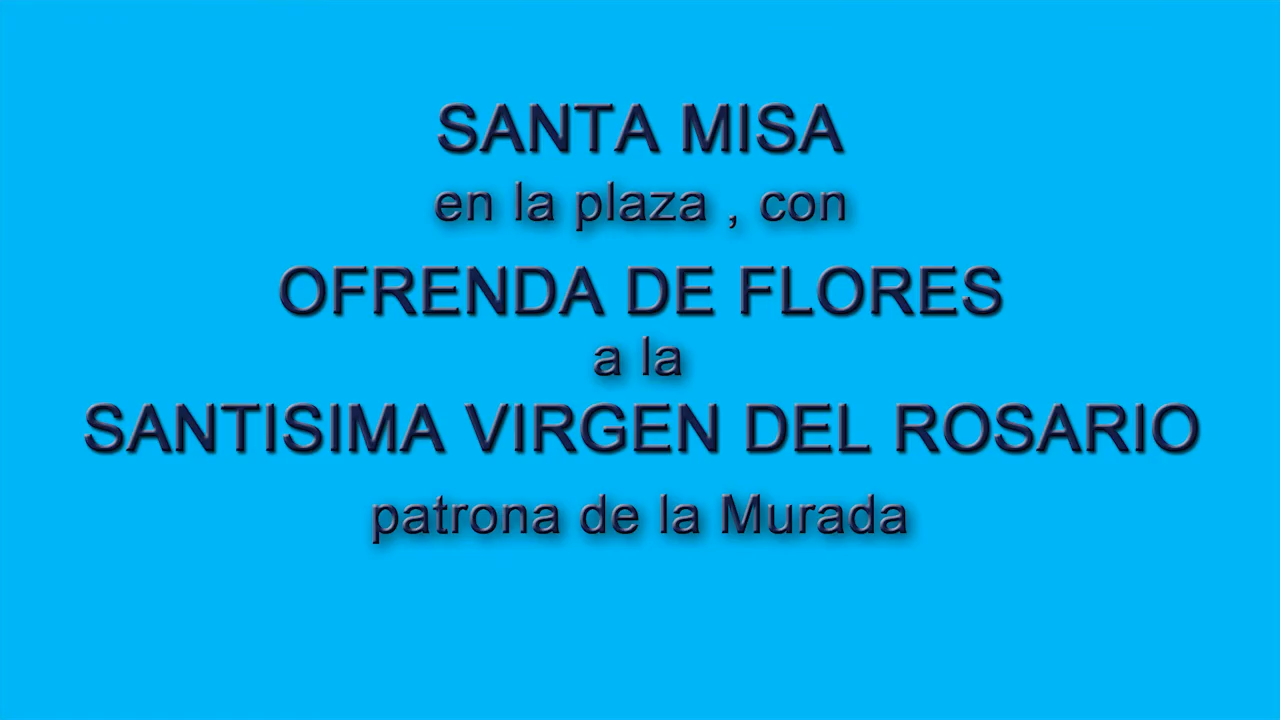 SANTA MISA
en la plaza , con
OFRENDA DE FLORES
a la
SANTISIMA VIRGEN DEL ROSARIO
patrona de la Murada